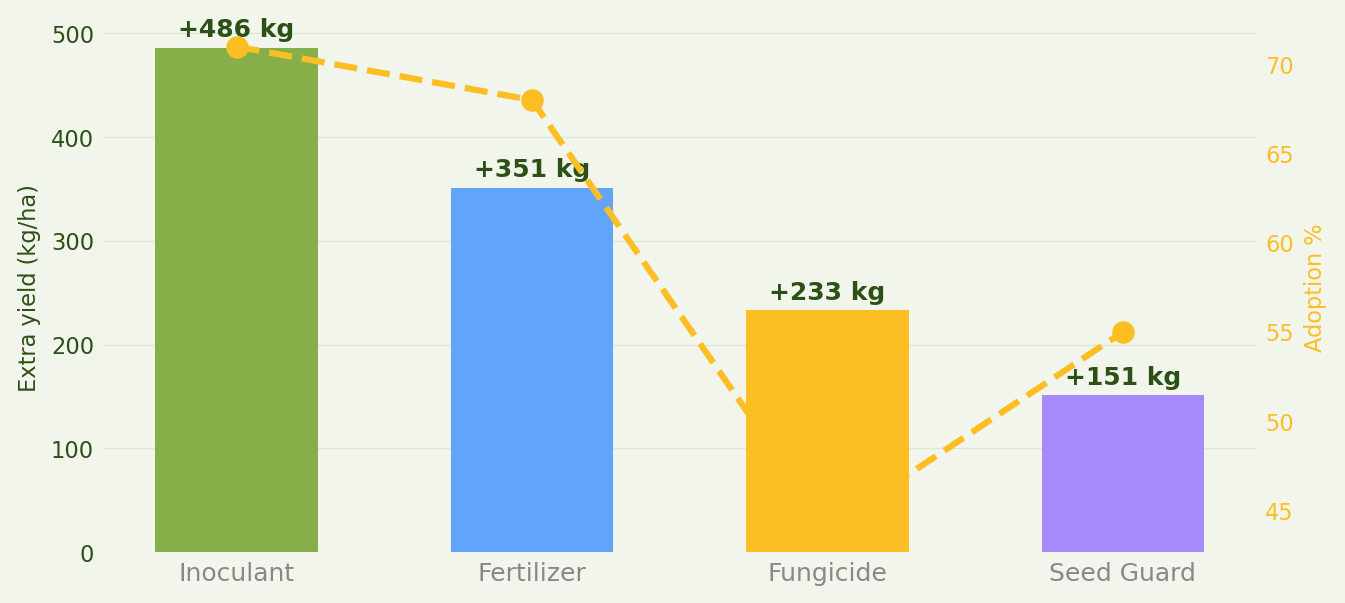 +486 kg
+351 kg
+233 kg
+151 kg
Extra yield (kg/ha)
500
400
300
200
100
0
Adoption %
70
65
60
55
50
45
Inoculant
Fertilizer
Fungicide
Seed Guard